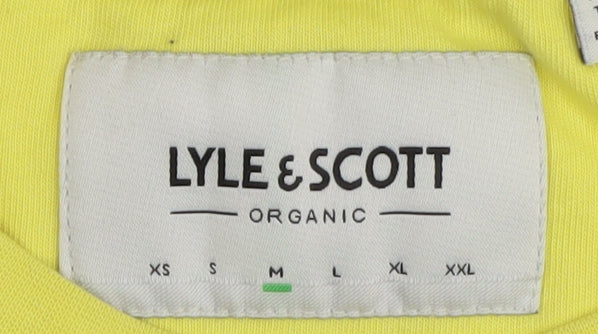 LYLE & SCOTT
ORGANIC
XS S M L XL XXL